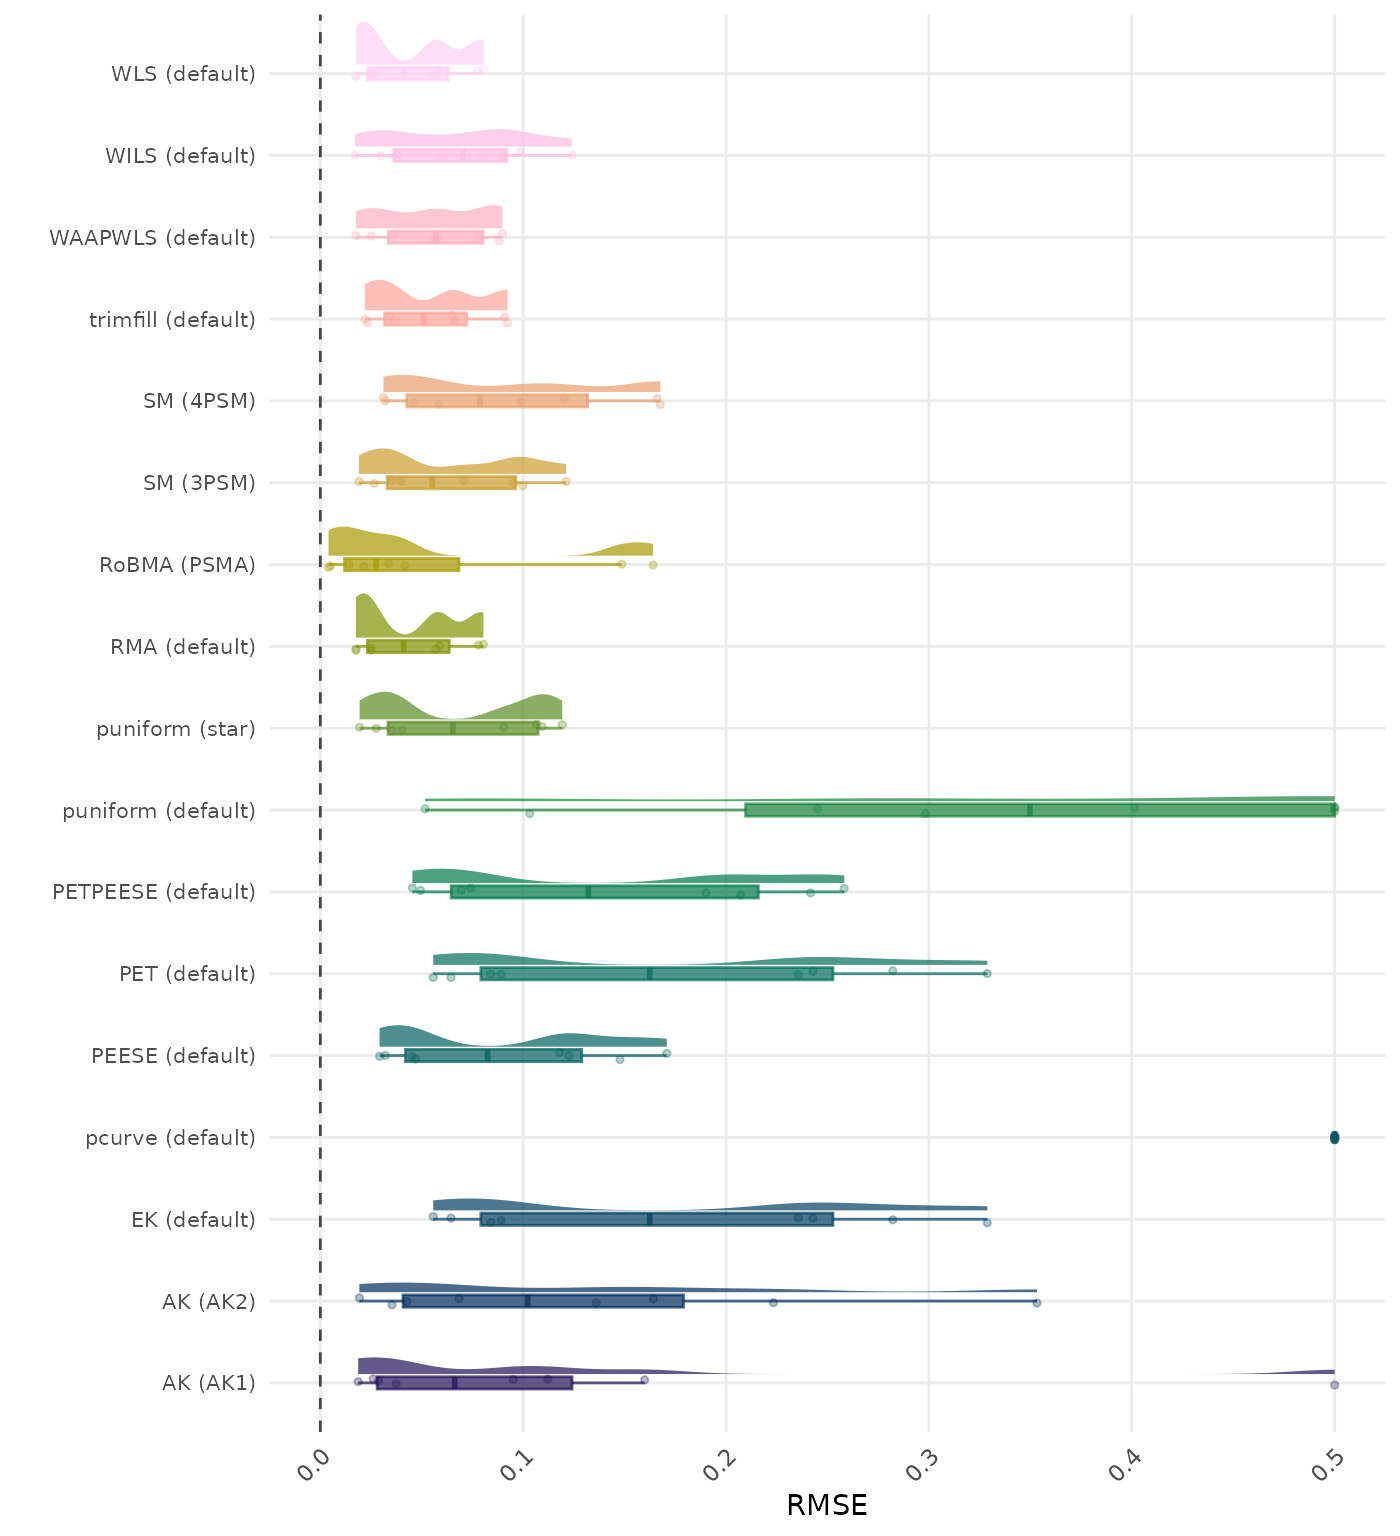 WLS (default)
WILS (default)
WAAPWLS (default)
trimfill (default)
SM (4PSM)
SM (3PSM)
RoBMA (PSMA)
RMA (default)
puniform (star)
puniform (default)
PETPEESE (default)
PET (default)
PEESE (default)
pcurve (default)
EK (default)
AK (AK2)
AK (AK1)
0.0 0.1 0.2 0.3 0.4 0.5
RMSE